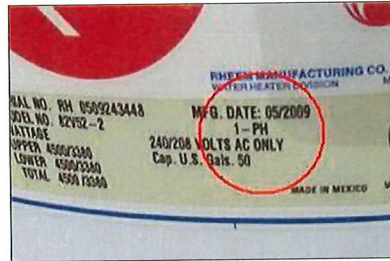 RHEEM MANUFACTURING CO.
WATER HEATER DIVISION
IAL NO. RH 0509243448 MFG. DATE: 05/2009
ODEL NO. 82V52-2 1-PH
ATTAGE 240/208 VOLTS AC ONLY
UPPER 4500/3380 Cap. U.S. Gals. 50
LOWER 4500/3380
TOTAL 4500/3380
MADE IN MEXICO